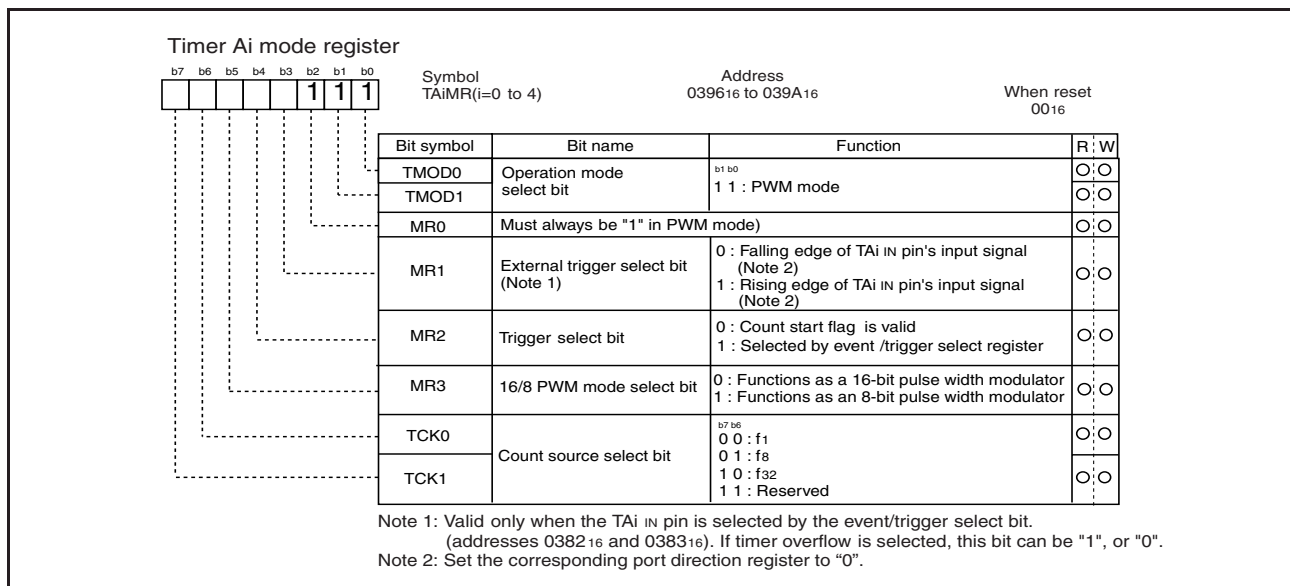 Timer Ai mode register
b7 b6 b5 b4 b3 b2 b1 b0
1 1 1
Symbol Address When reset
TAiMR(i=0 to 4) 039616 to 039A16 0016
Bit symbol Bit name Function R W
TMOD0 Operation mode select bit b1 b0
TMOD1 1 1 : PWM mode
MR0 Must always be "1" in PWM mode)
MR1 External trigger select bit
(Note 1)
0 : Falling edge of TAi IN pin's input signal
(Note 2)
1 : Rising edge of TAi IN pin's input signal
(Note 2)
MR2 Trigger select bit
0 : Count start flag is valid
1 : Selected by event /trigger select register
MR3 16/8 PWM mode select bit
0 : Functions as a 16-bit pulse width modulator
1 : Functions as an 8-bit pulse width modulator
TCK0
TCK1
Count source select bit
b7 b6
0 0 : f1
0 1 : f8
1 0 : f32
1 1 : Reserved
Note 1: Valid only when the TAi IN pin is selected by the event/trigger select bit.
(addresses 038216 and 038316). If timer overflow is selected, this bit can be "1", or "0".
Note 2: Set the corresponding port direction register to “0”.